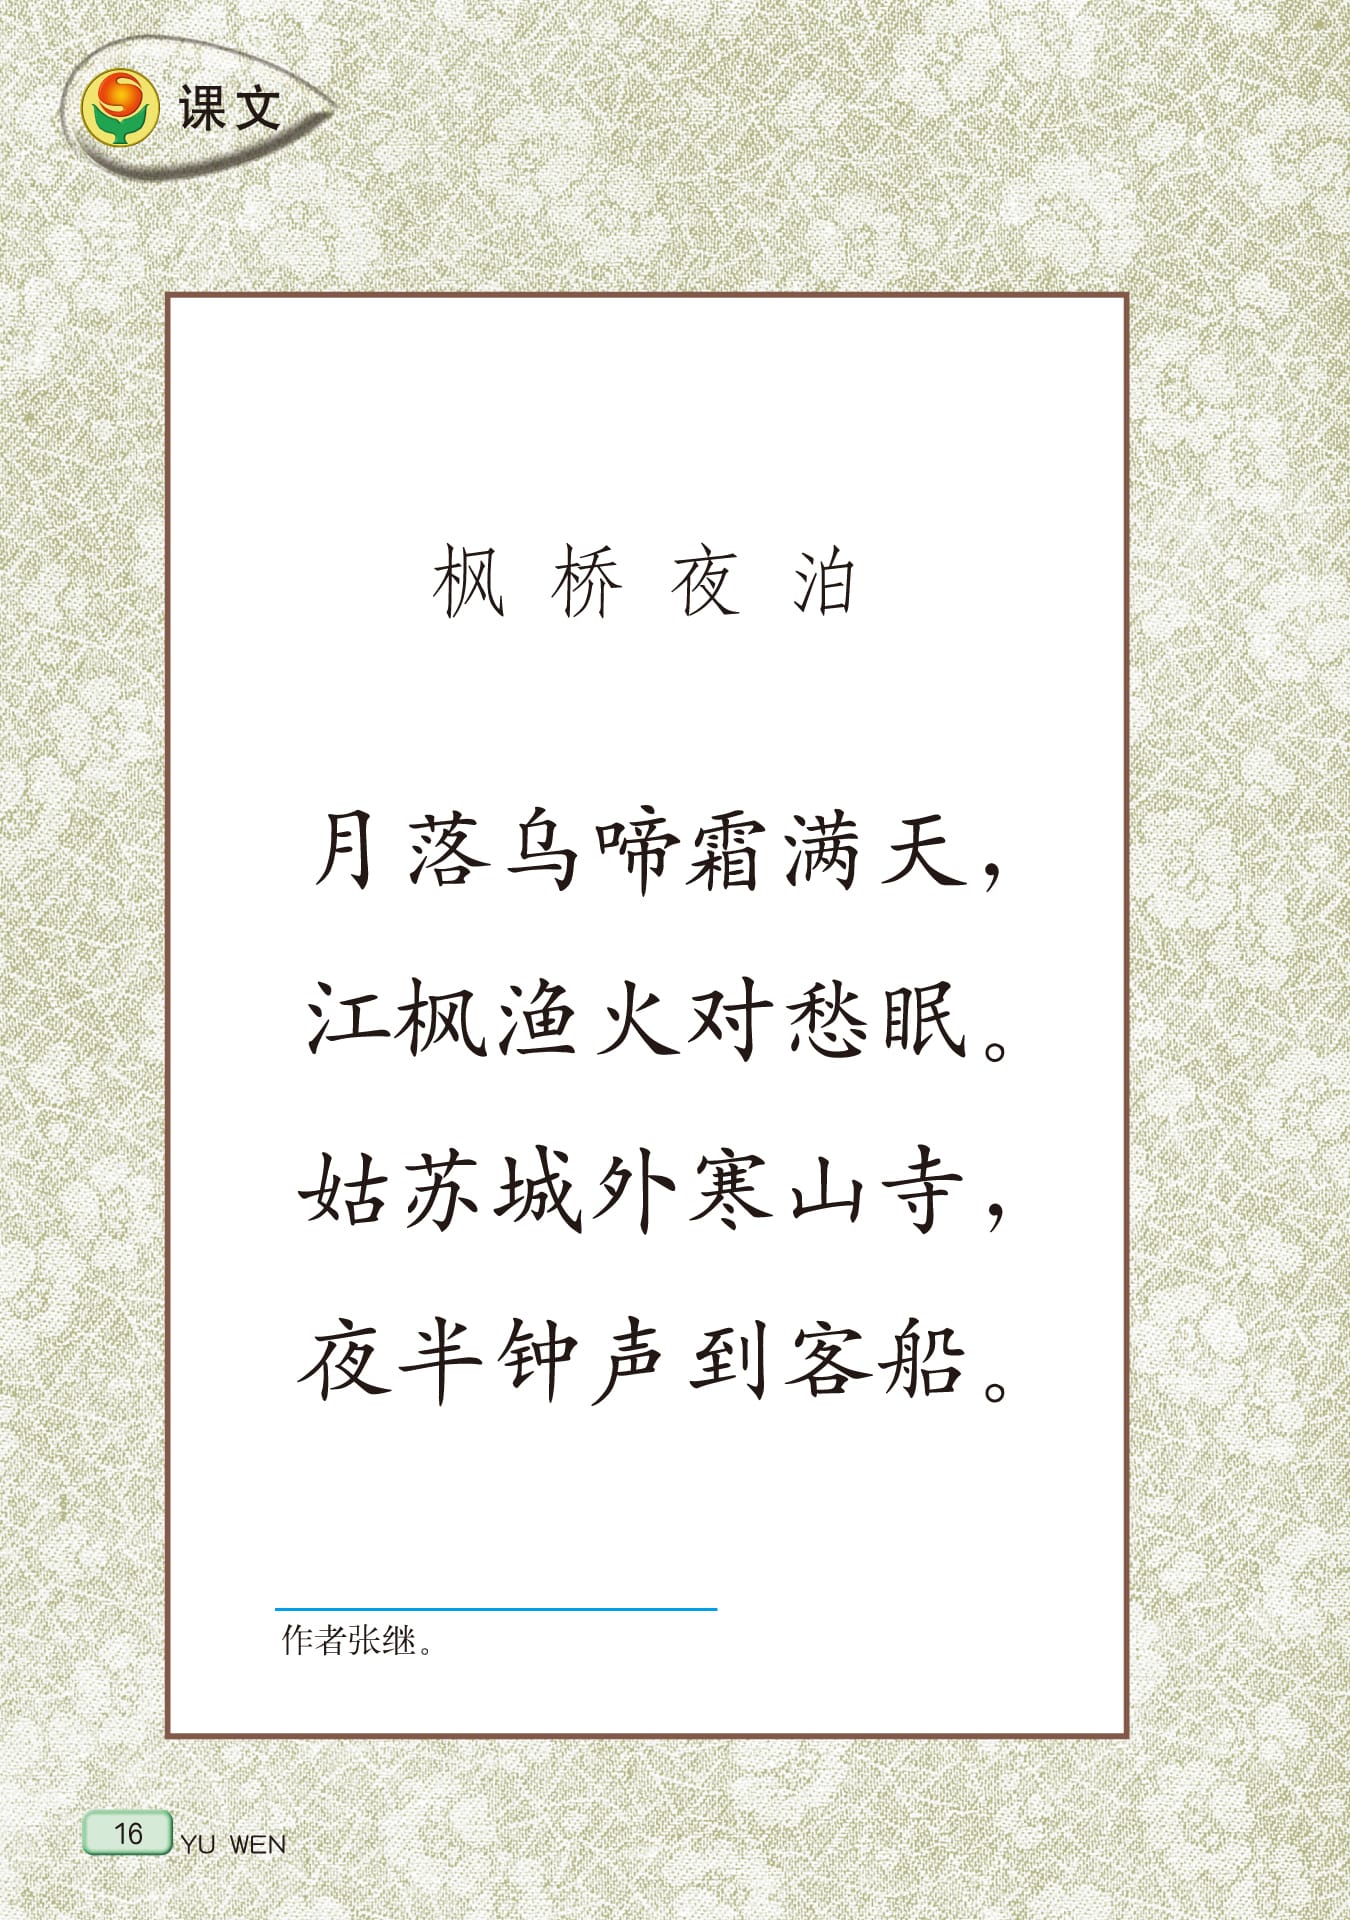 课文
枫桥夜泊
月落乌啼霜满天，
江枫渔火对愁眠。
姑苏城外寒山寺，
夜半钟声到客船。
作者张继。
16 YU WEN